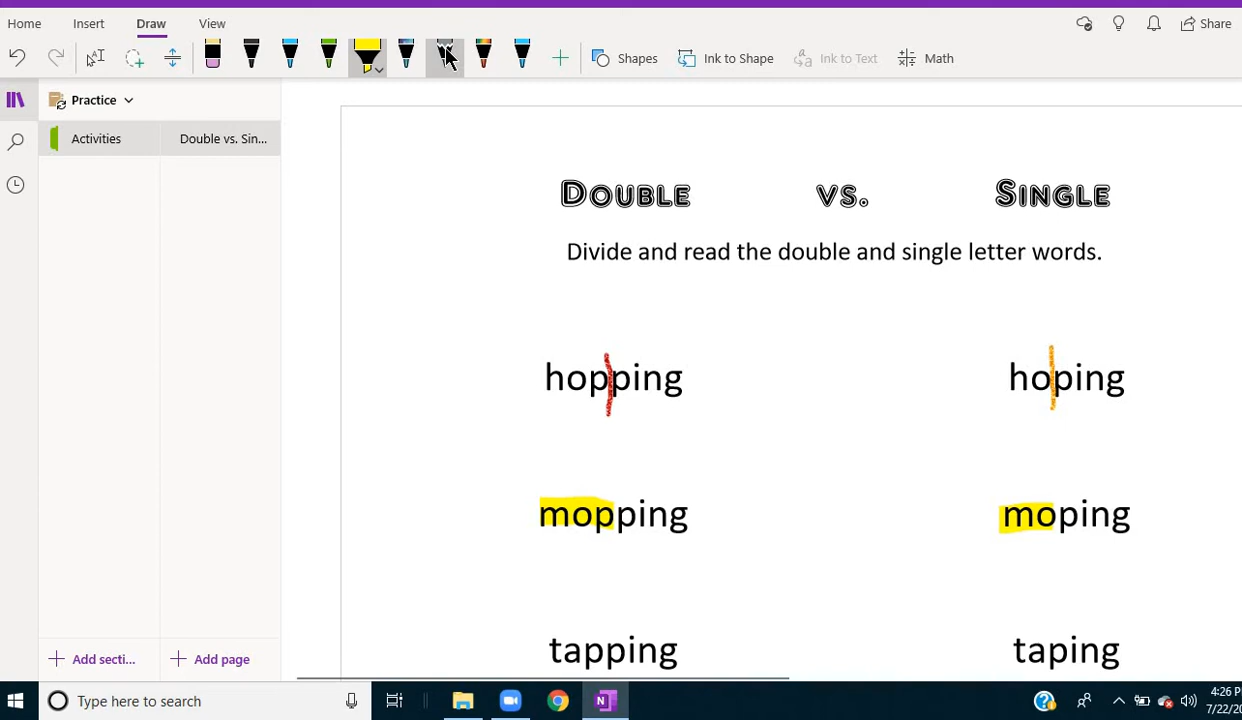 Home Insert Draw View Share
Shapes Ink to Shape Ink to Text Math
Practice
Activities Double vs. Sin...
Double vs. Single
Divide and read the double and single letter words.
hopping hoping
mopping moping
tapping taping
Add secti... Add page
Type here to search
4:26 P
7/22/20